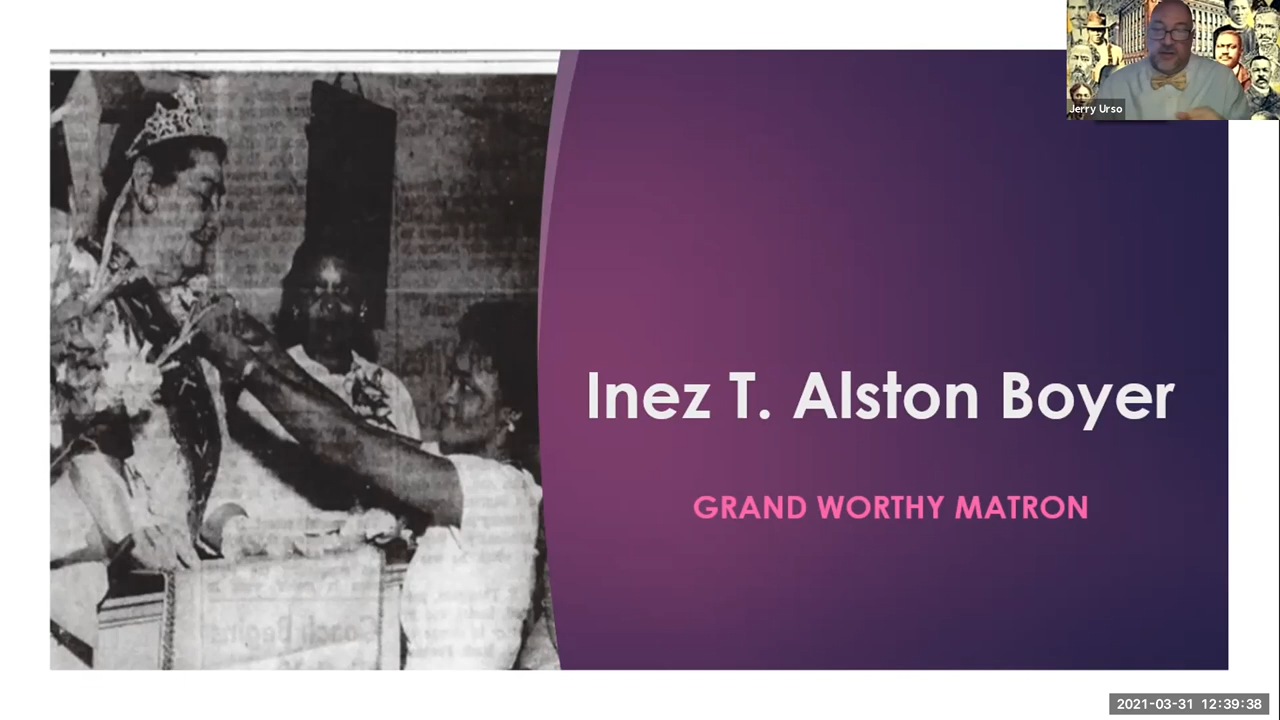 Jerry Urso
Inez T. Alston Boyer
GRAND WORTHY MATRON
2021-03-31 12:39:38